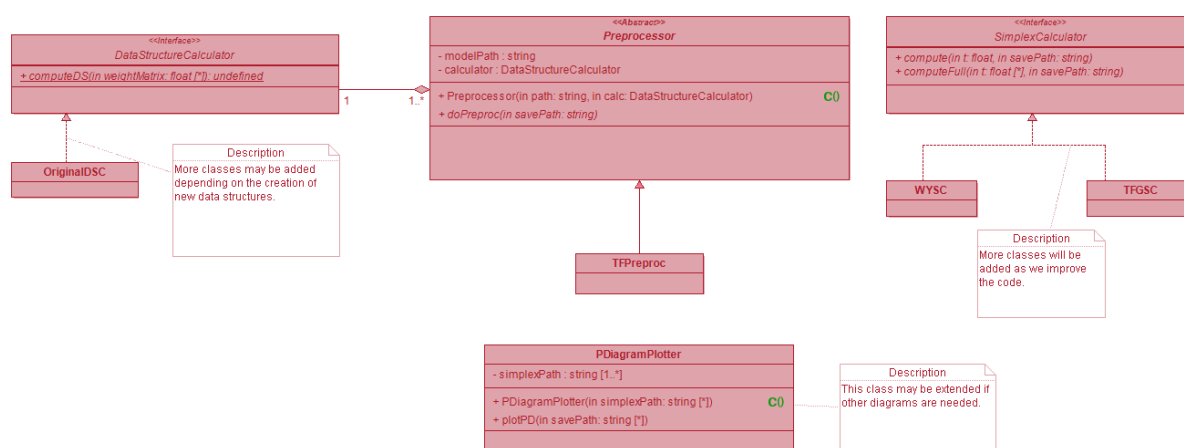 <<Interface>>
DataStructureCalculator
+ computeDS(in weightMatrix: float [*]): undefined
1
1..*
OriginalDSC
Description
More classes may be added
depending on the creation of
new data structures.
<<Abstract>>
Preprocessor
- modelPath : string
- calculator : DataStructureCalculator
+ Preprocessor(in path: string, in calc: DataStructureCalculator)
C()
+ doPreproc(in savePath: string)
TFPreproc
<<Interface>>
SimplexCalculator
+ compute(in t: float, in savePath: string)
+ computeFull(in t: float [*], in savePath: string)
WYSC
TFGSC
Description
More classes will be
added as we improve
the code.
PDiagramPlotter
- simplexPath : string [1..*]
+ PDiagramPlotter(in simplexPath: string [*])
C()
+ plotPD(in savePath: string [*])
Description
This class may be extended if
other diagrams are needed.